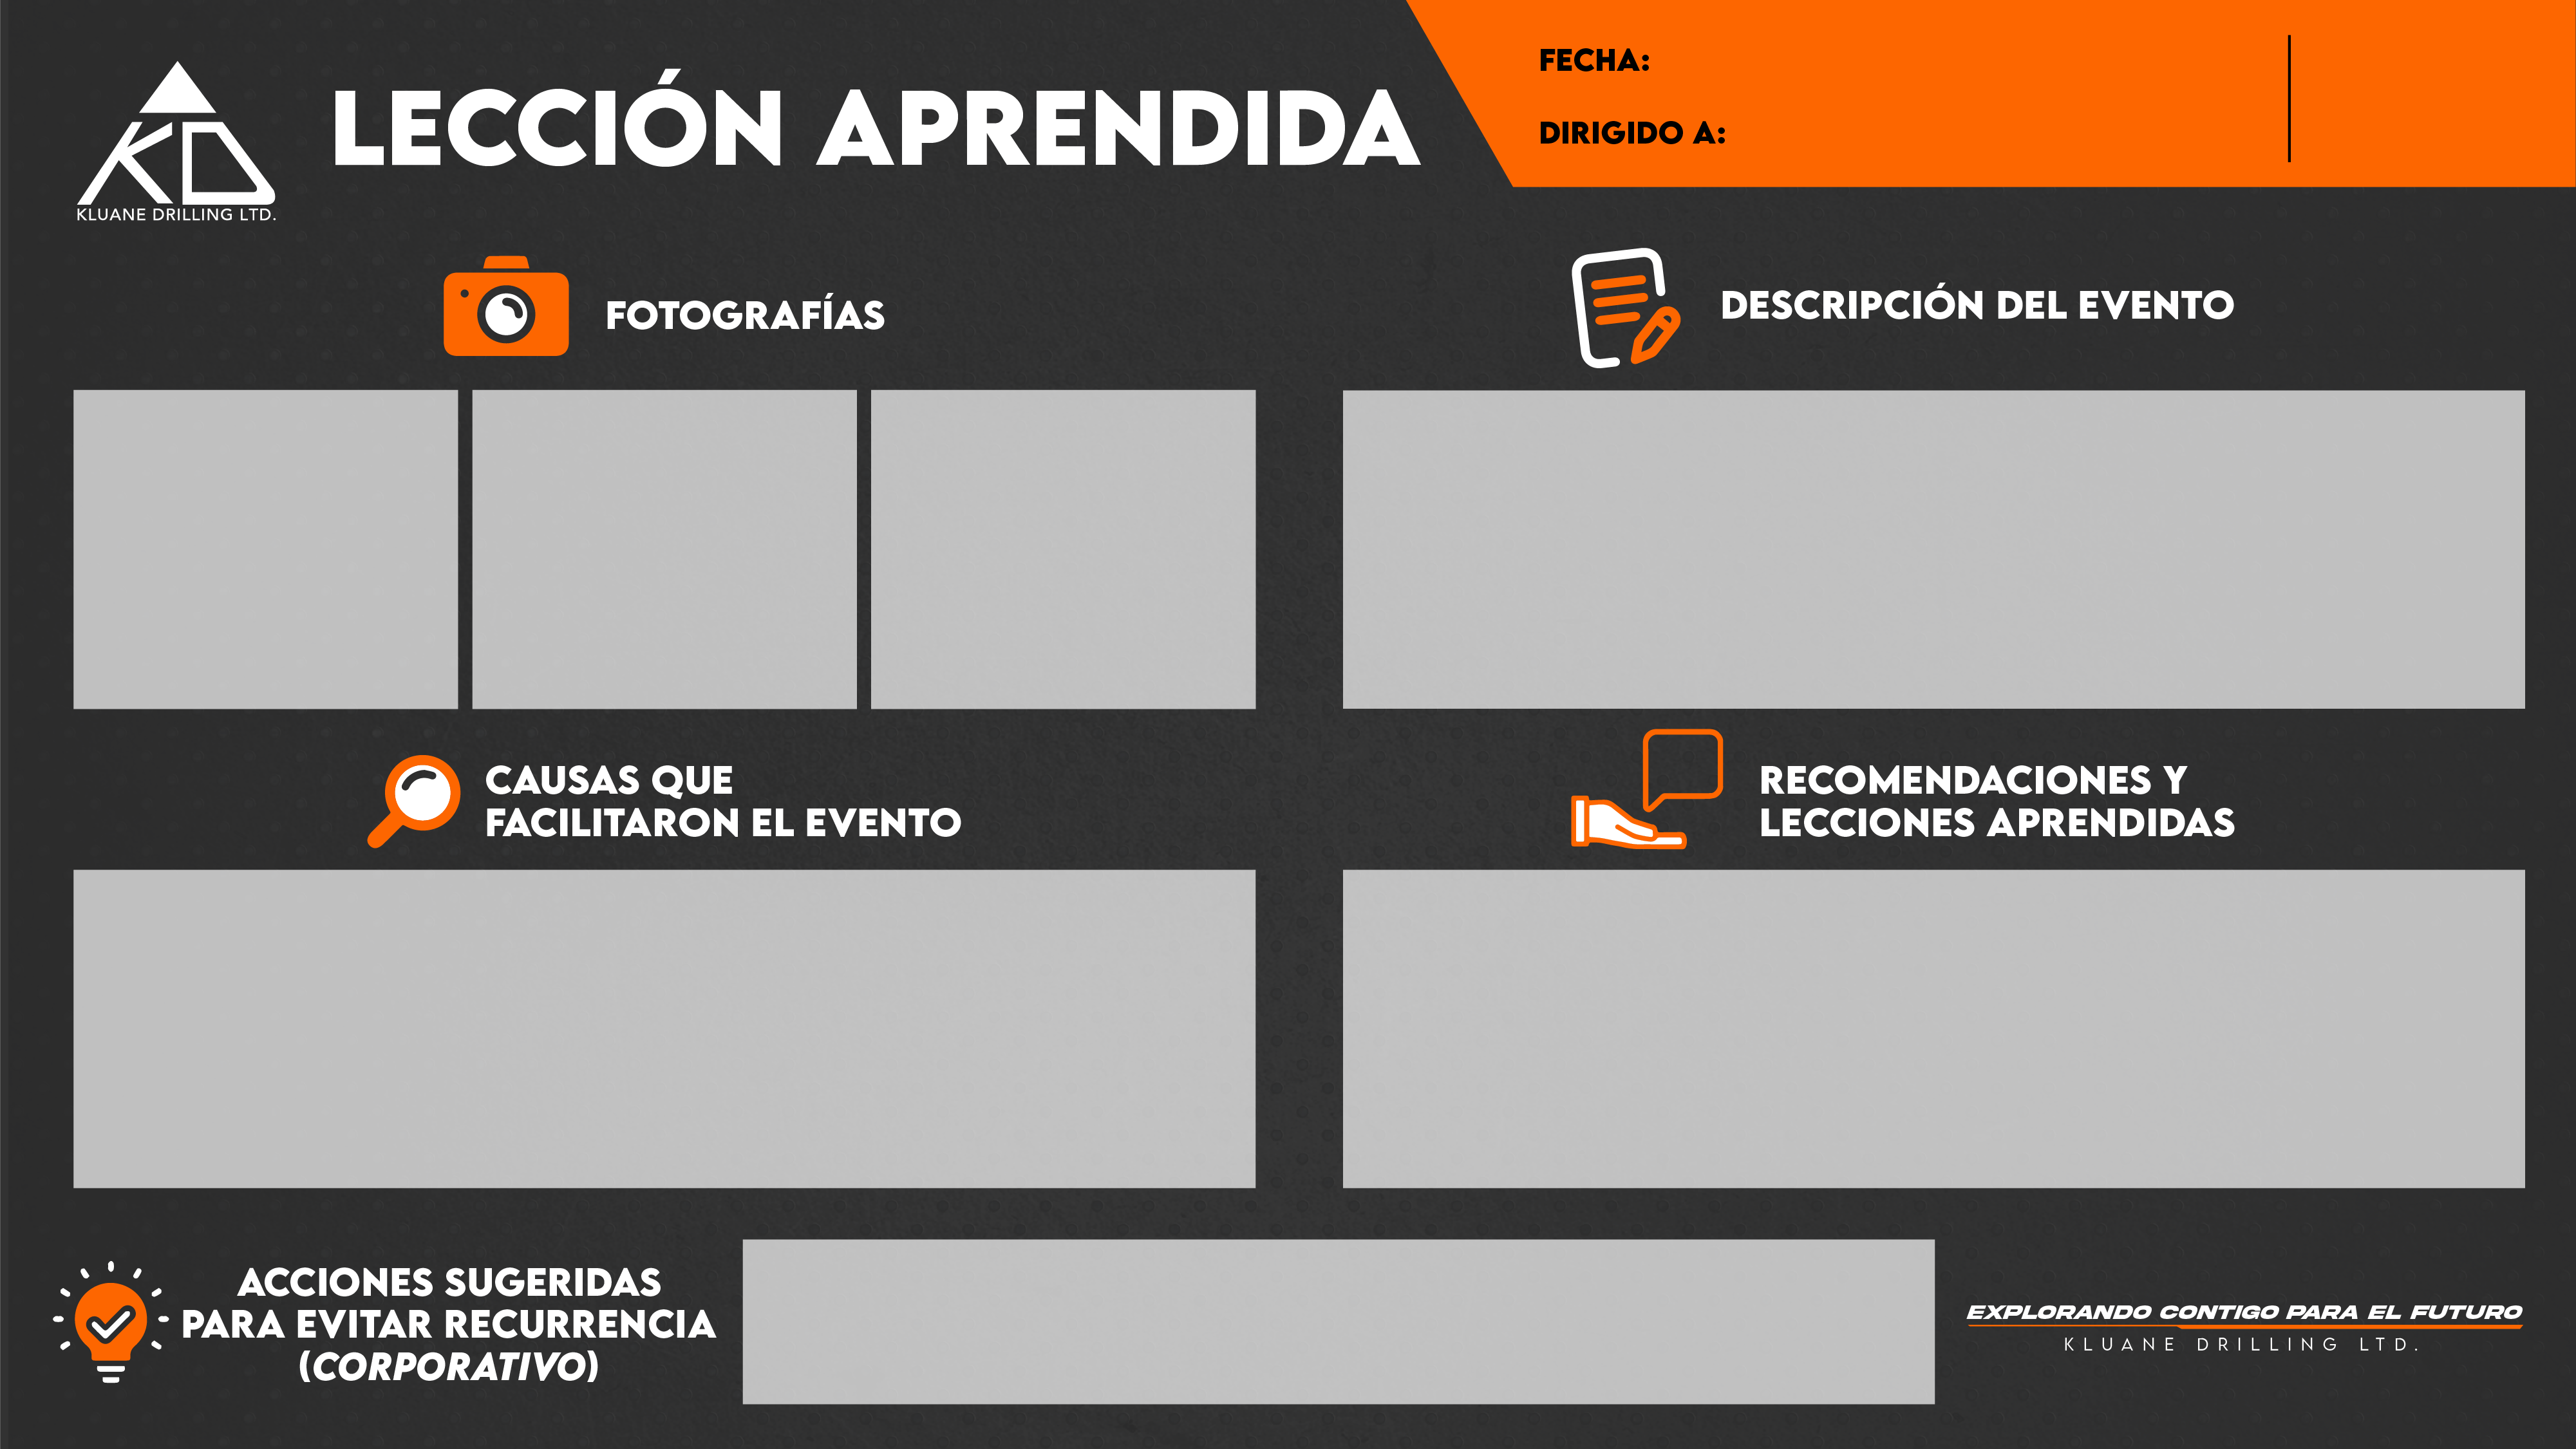 KD
KLUANE DRILLING LTD.
LECCIÓN APRENDIDA
FECHA:
DIRIGIDO A:
FOTOGRAFÍAS
DESCRIPCIÓN DEL EVENTO
CAUSAS QUE
FACILITARON EL EVENTO
RECOMENDACIONES Y
LECCIONES APRENDIDAS
ACCIONES SUGERIDAS
PARA EVITAR RECURRENCIA
(CORPORATIVO)
EXPLORANDO CONTIGO PARA EL FUTURO
KLUANE DRILLING LTD.